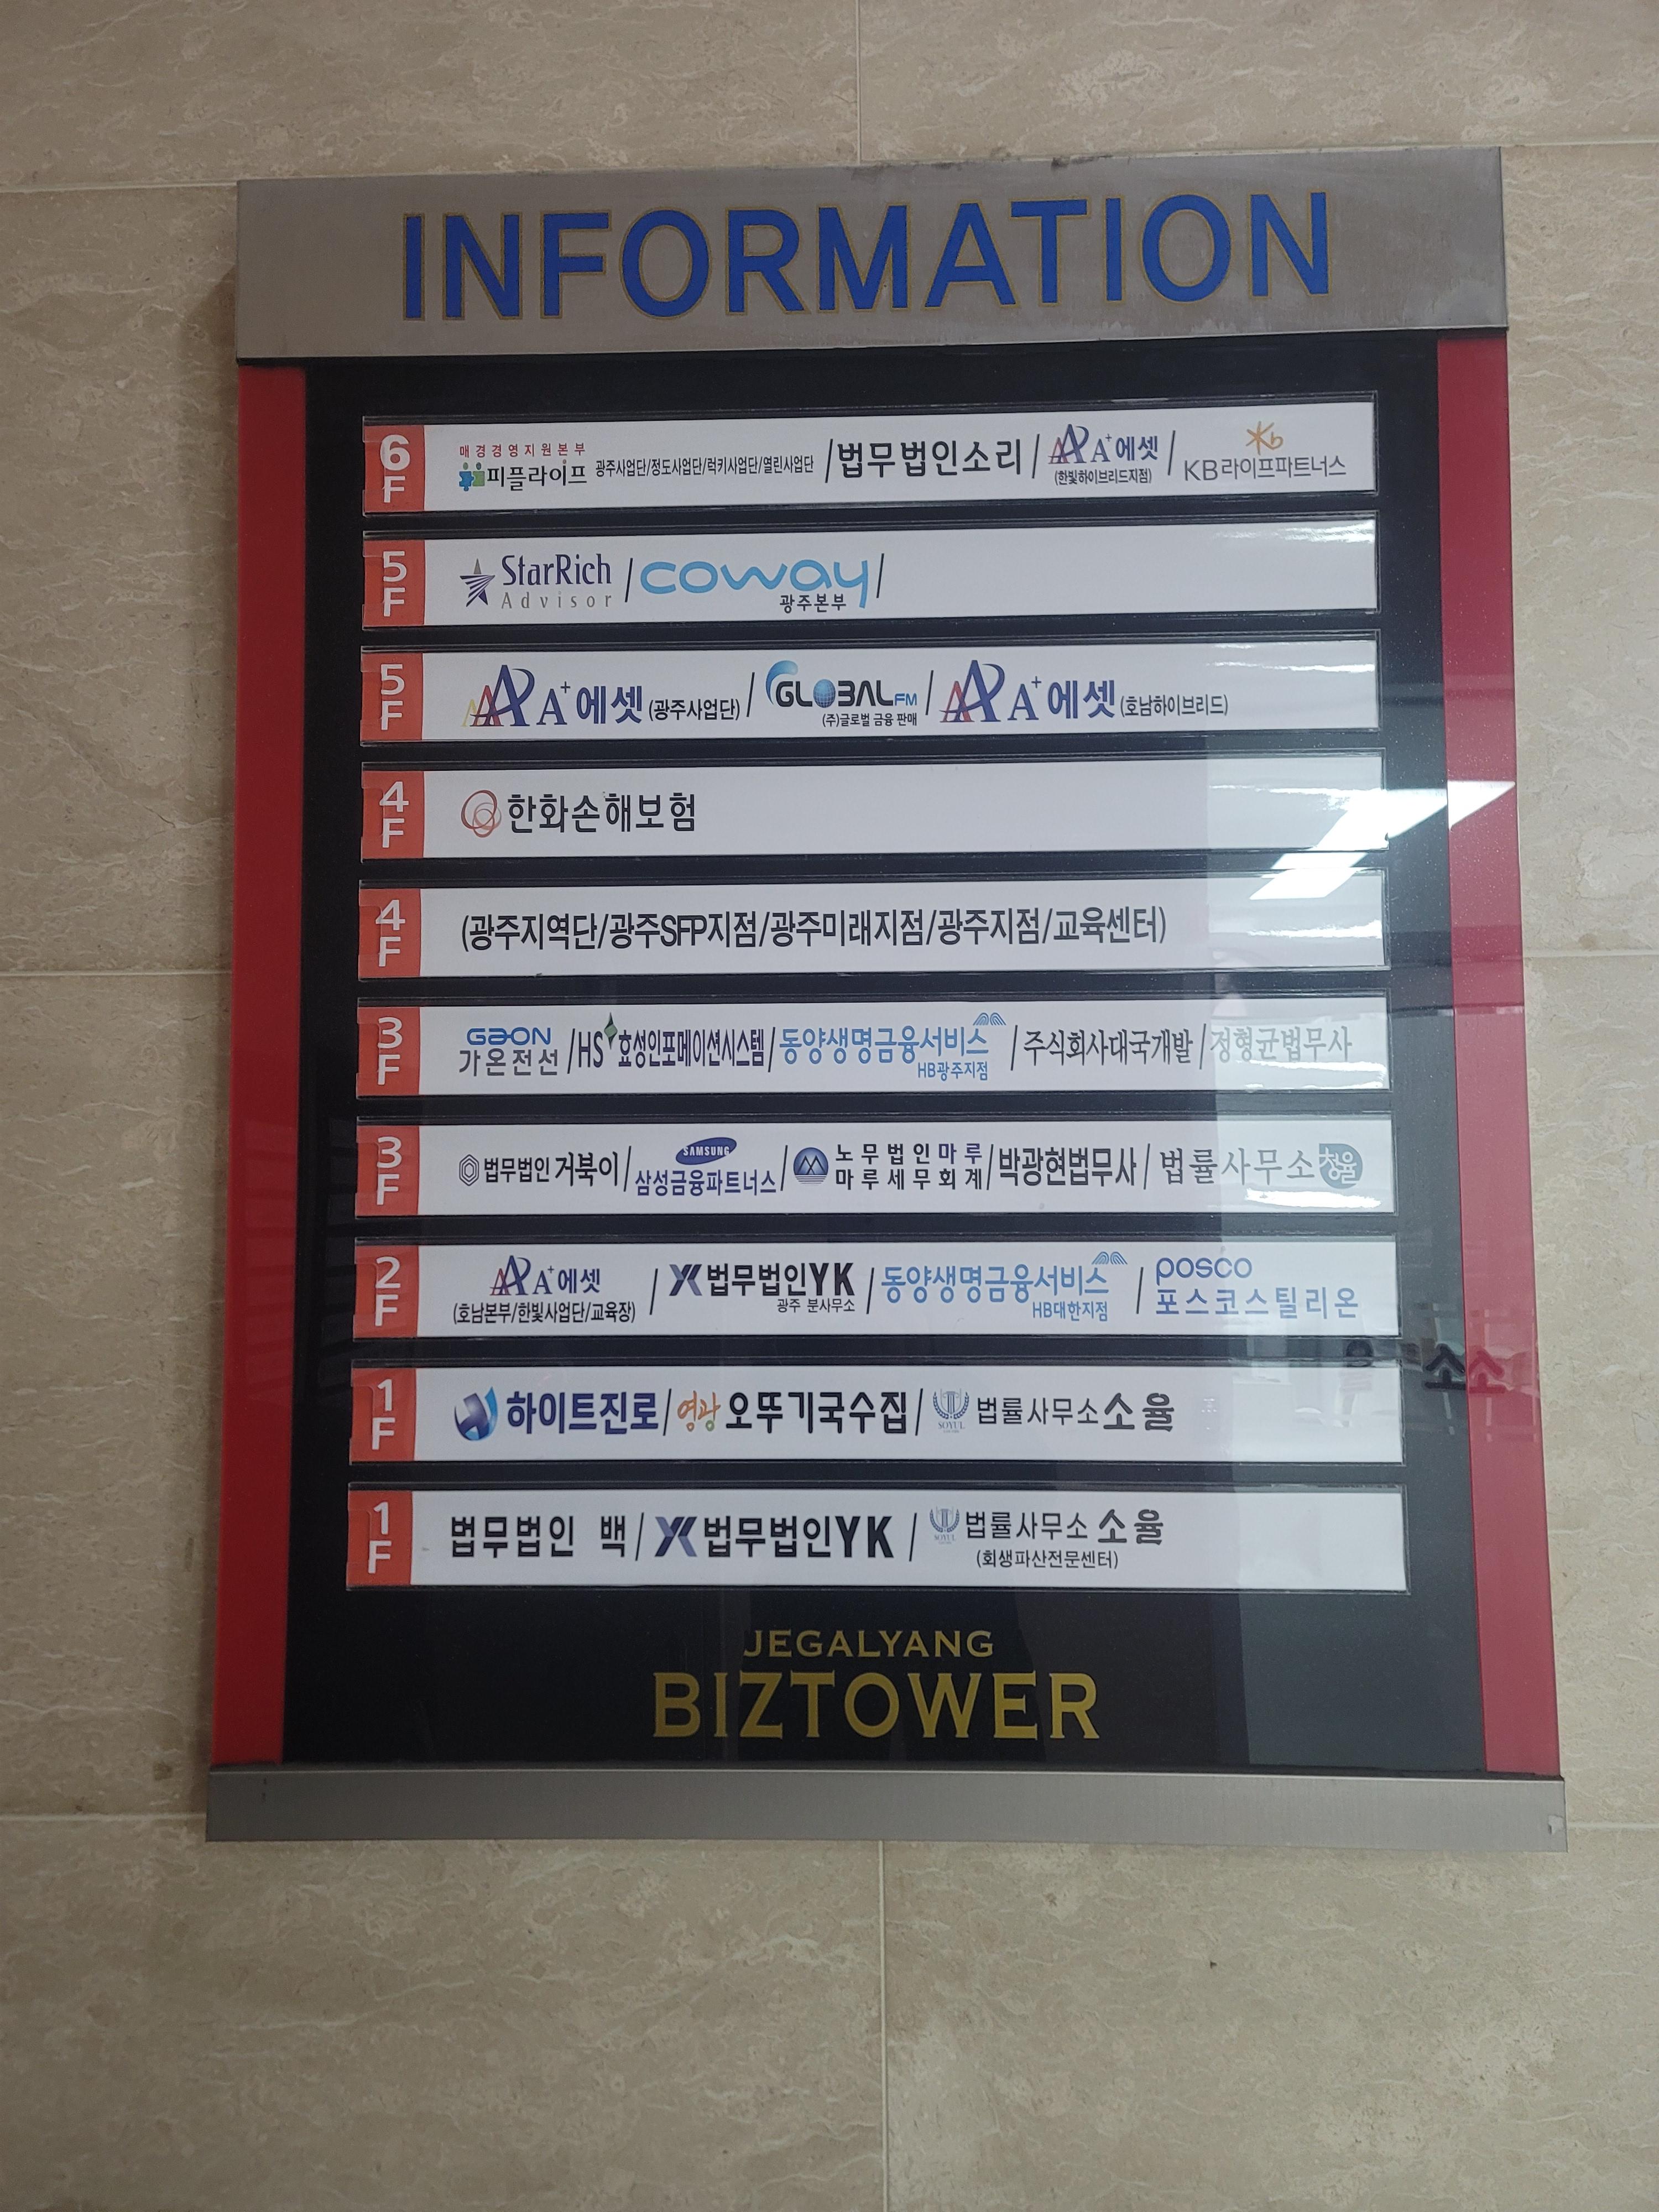 INFORMATION
6F 매경경영지원본부 피플라이프 광주사업단/정도사업단/럭키사업단/열린사업단 / 법무법인소리 / A+에셋 (한빛하이브리드지점) / Kb KB라이프파트너스
5F StarRich Advisor / coway 광주본부 /
5F A+에셋 (광주사업단) / GLOBAL FM (주)글로벌 금융 판매 / A+에셋 (호남하이브리드)
4F 한화손해보험
4F (광주지역단/광주SFP지점/광주미래지점/광주지점/교육센터)
3F GAON 가온전선 / HS 효성인포메이션시스템 / 동양생명금융서비스 HB광주지점 / 주식회사대국개발 / 정형균법무사
3F 법무법인 거북이 / SAMSUNG 삼성금융파트너스 / 노무법인마루 마루세무회계 / 박광현법무사 / 법률사무소 청율
2F A+에셋 (호남본부/한빛사업단/교육장) / 법무법인YK 광주 분사무소 / 동양생명금융서비스 HB대한지점 / posco 포스코스틸리온
1F 하이트진로 / 영광 오뚜기국수집 / SOYUL 법률사무소 소율
1F 법무법인 백 / 법무법인YK / SOYUL 법률사무소 소율 (회생파산전문센터)
JEGALYANG
BIZTOWER